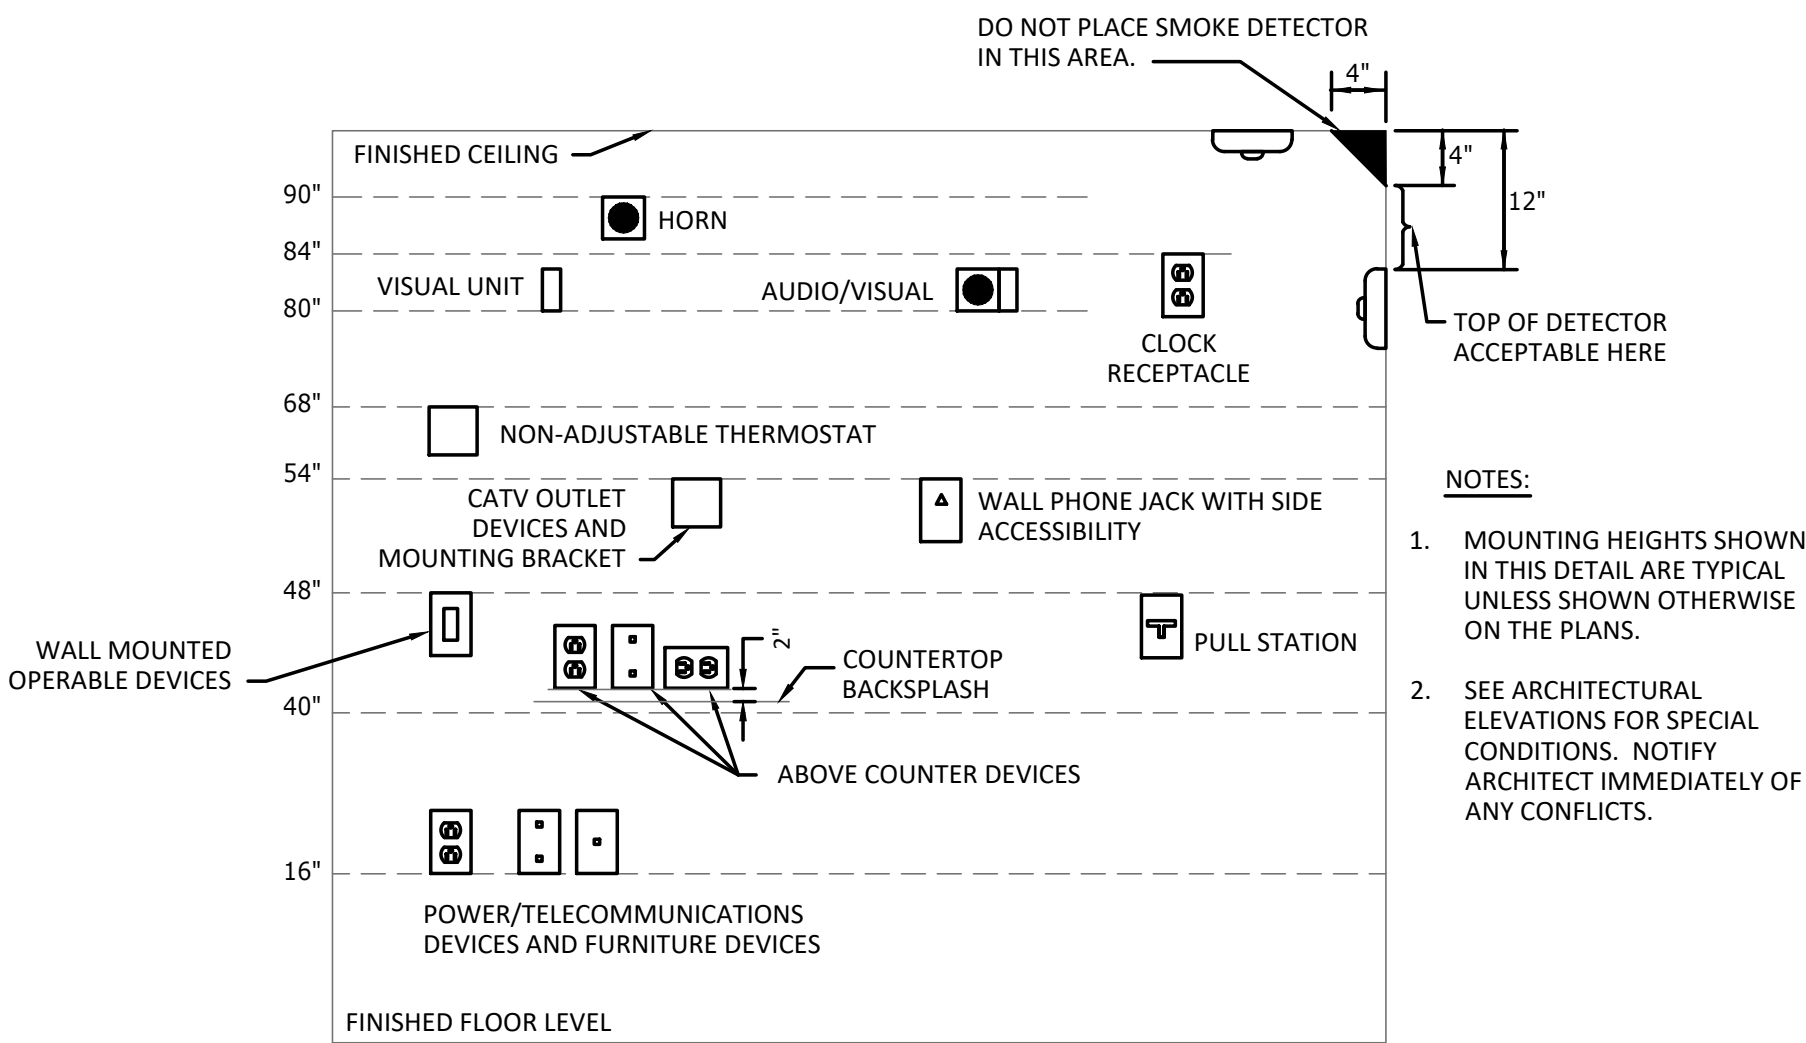 DO NOT PLACE SMOKE DETECTOR
IN THIS AREA.
4"
FINISHED CEILING
4"
12"
90"
HORN
84"
VISUAL UNIT
AUDIO/VISUAL
80"
CLOCK
RECEPTACLE
TOP OF DETECTOR
ACCEPTABLE HERE
68"
NON-ADJUSTABLE THERMOSTAT
54"
CATV OUTLET
DEVICES AND
MOUNTING BRACKET
WALL PHONE JACK WITH SIDE
ACCESSIBILITY
48"
WALL MOUNTED
OPERABLE DEVICES
2"
COUNTERTOP
BACKSPLASH
PULL STATION
40"
ABOVE COUNTER DEVICES
16"
POWER/TELECOMMUNICATIONS
DEVICES AND FURNITURE DEVICES
FINISHED FLOOR LEVEL
NOTES:
1. MOUNTING HEIGHTS SHOWN
IN THIS DETAIL ARE TYPICAL
UNLESS SHOWN OTHERWISE
ON THE PLANS.
2. SEE ARCHITECTURAL
ELEVATIONS FOR SPECIAL
CONDITIONS. NOTIFY
ARCHITECT IMMEDIATELY OF
ANY CONFLICTS.